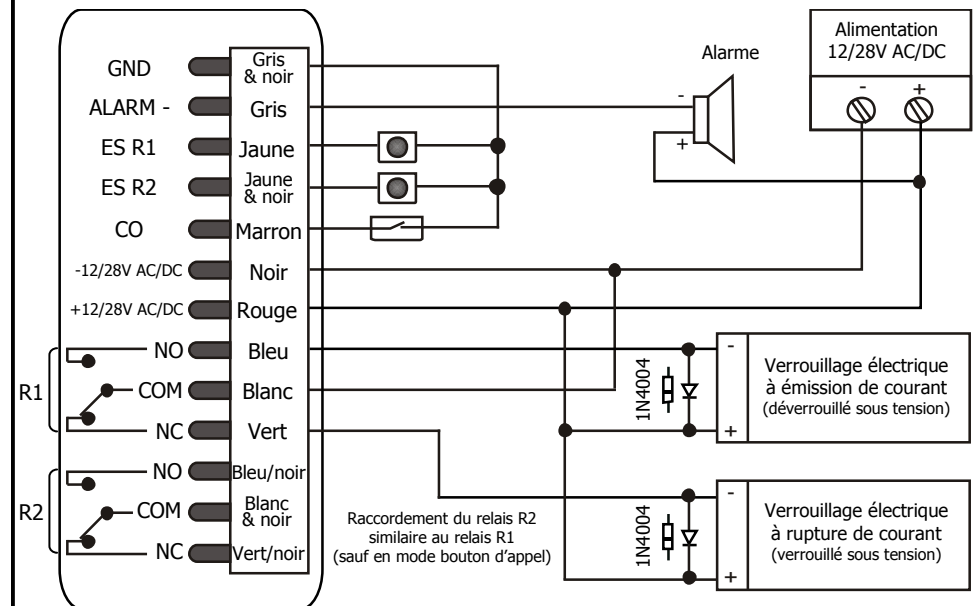 GND
Gris
& noir
ALARM -
Gris
ES R1
Jaune
ES R2
Jaune
& noir
CO
Marron
-12/28V AC/DC
Noir
+12/28V AC/DC
Rouge
R1
NO
Bleu
COM
Blanc
NC
Vert
R2
NO
Bleu/noir
COM
Blanc
& noir
NC
Vert/noir
Alarme
-
+
Alimentation
12/28V AC/DC
-
+
1N4004
-
+
Verrouillage électrique
à émission de courant
(déverrouillé sous tension)
1N4004
-
+
Verrouillage électrique
à rupture de courant
(verrouillé sous tension)
Raccordement du relais R2
similaire au relais R1
(sauf en mode bouton d'appel)